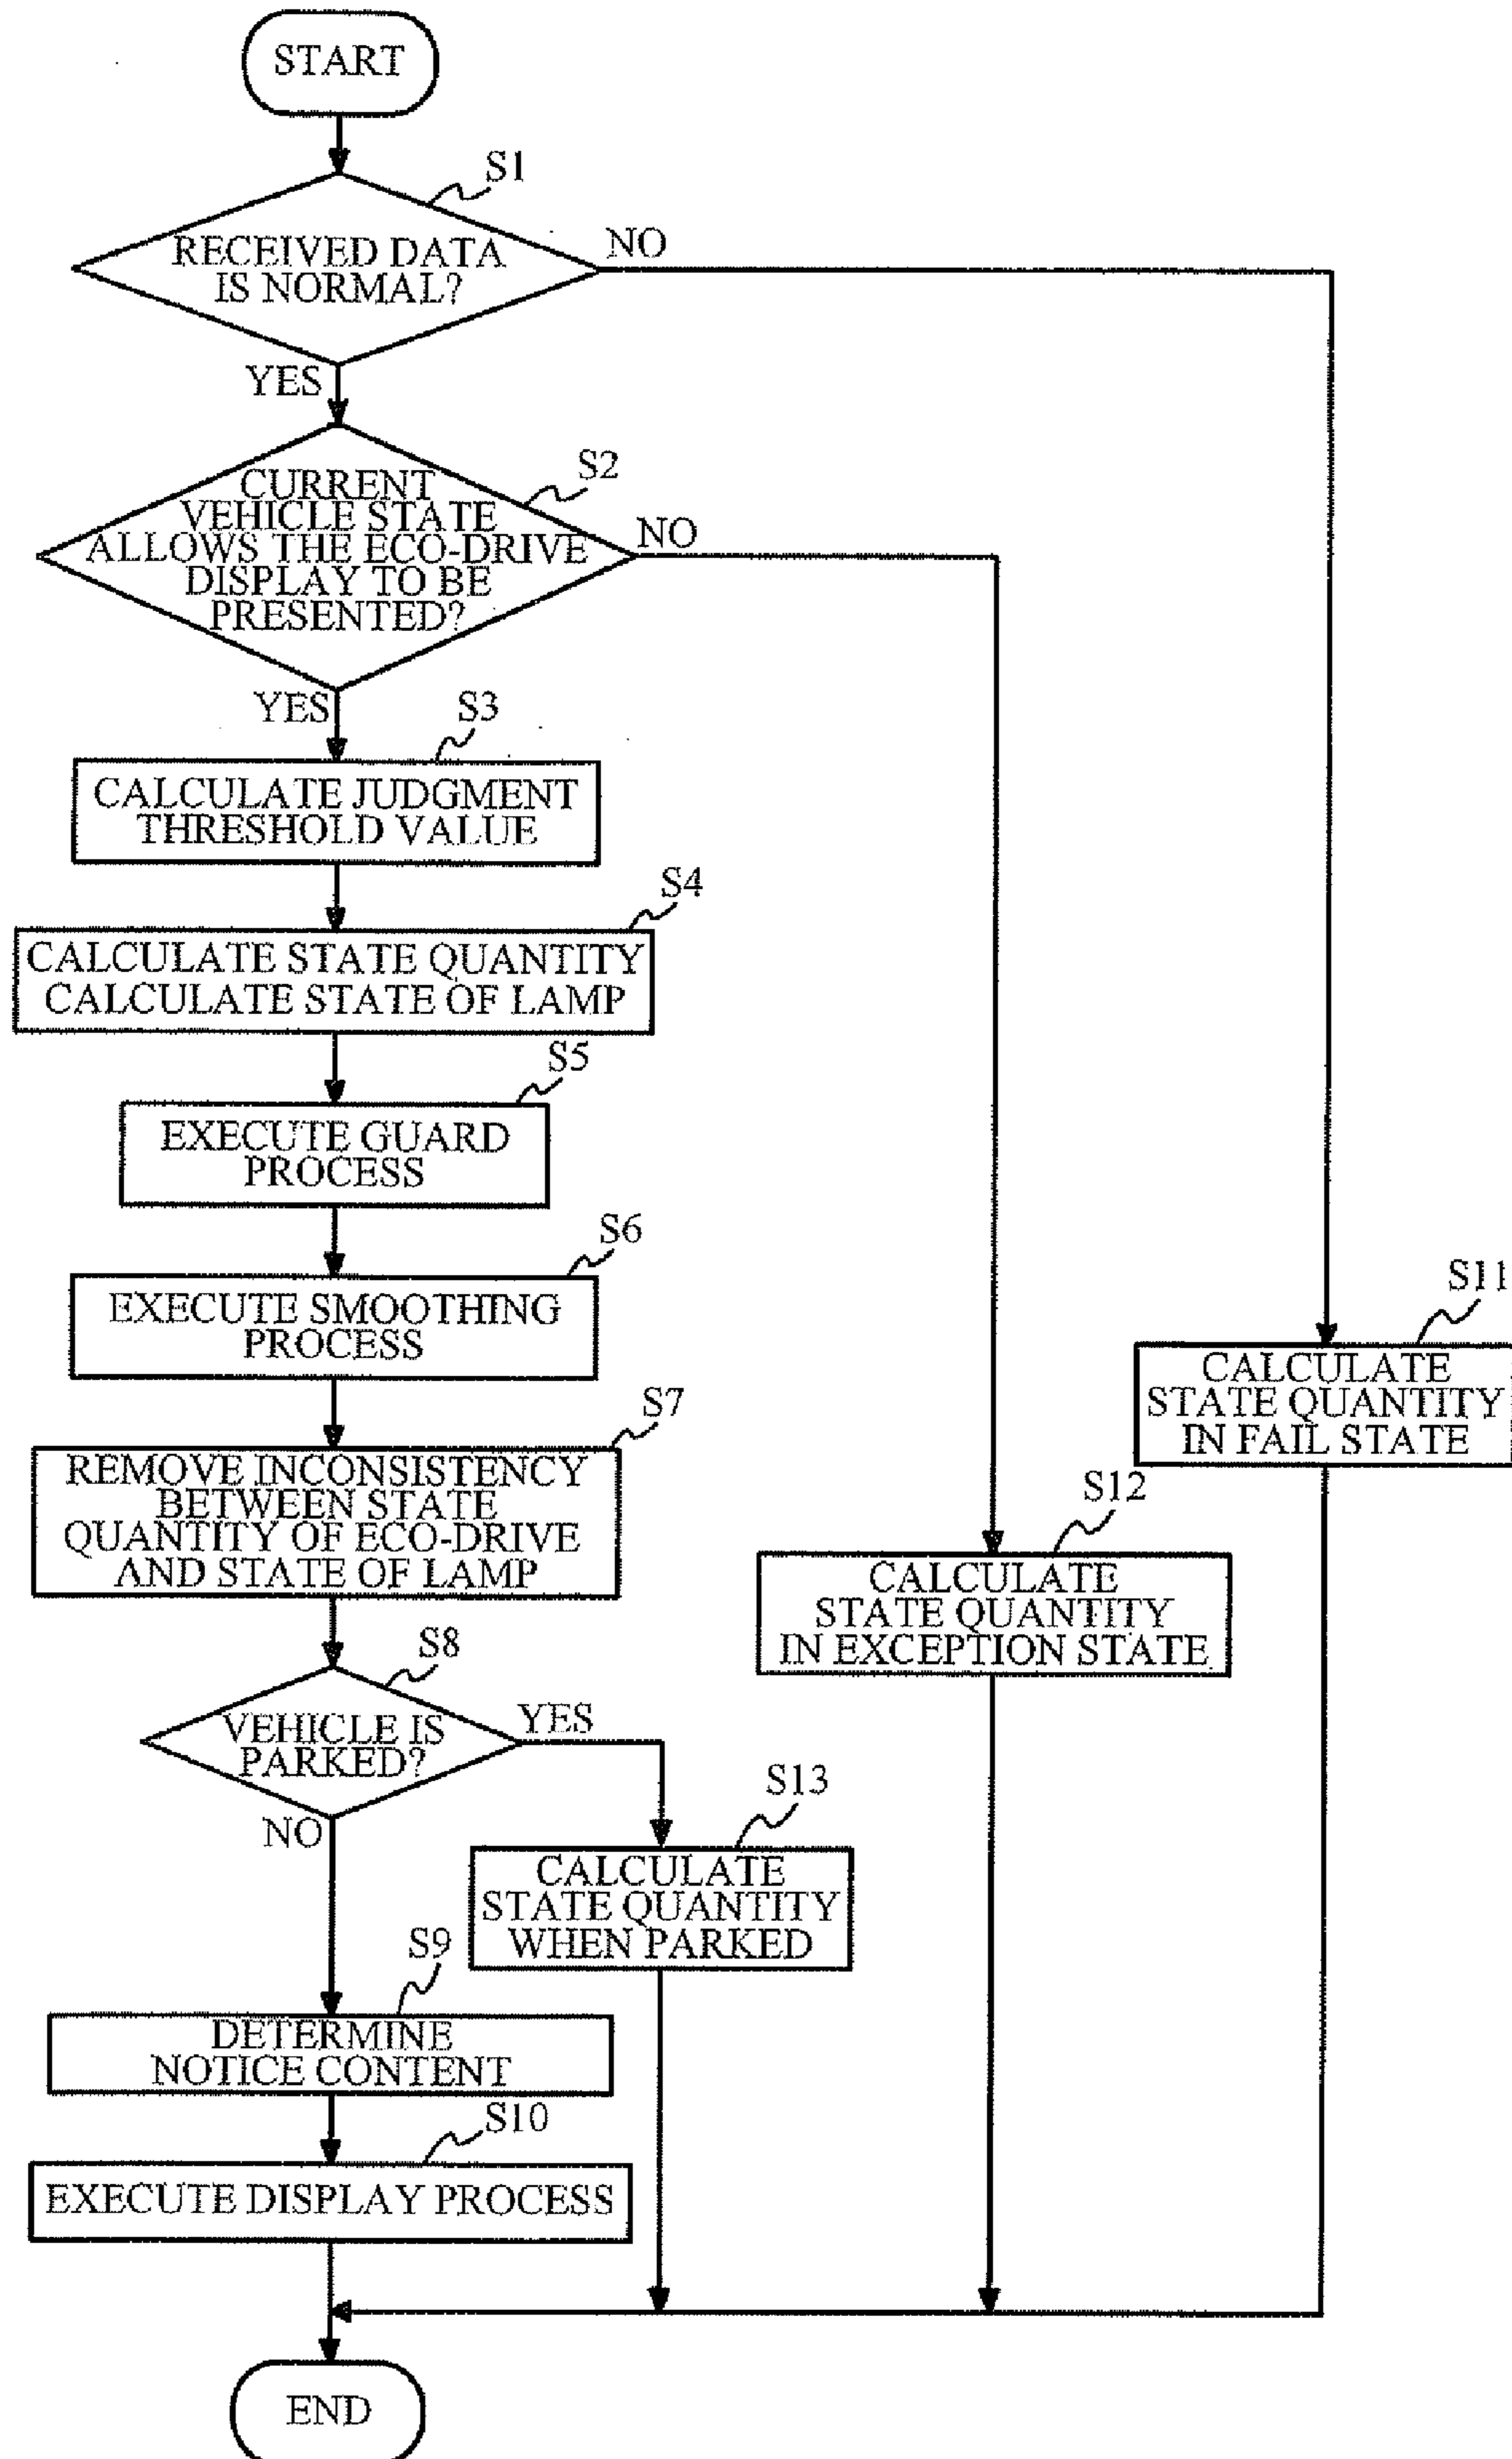 START
S1
RECEIVED DATA
IS NORMAL?
NO
YES
S2
CURRENT
VEHICLE STATE
ALLOWS THE ECO-DRIVE
DISPLAY TO BE
PRESENTED?
NO
YES
S3
CALCULATE JUDGMENT
THRESHOLD VALUE
S4
CALCULATE STATE QUANTITY
CALCULATE STATE OF LAMP
S5
EXECUTE GUARD
PROCESS
S6
EXECUTE SMOOTHING
PROCESS
S11
CALCULATE
STATE QUANTITY
IN FAIL STATE
S7
REMOVE INCONSISTENCY
BETWEEN STATE
QUANTITY OF ECO-DRIVE
AND STATE OF LAMP
S12
CALCULATE
STATE QUANTITY
IN EXCEPTION STATE
S8
VEHICLE IS
PARKED?
YES
NO
S13
CALCULATE
STATE QUANTITY
WHEN PARKED
S9
DETERMINE
NOTICE CONTENT
S10
EXECUTE DISPLAY PROCESS
END